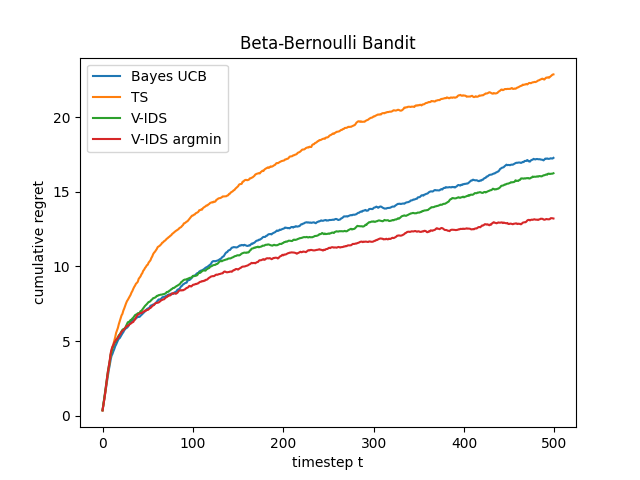 Beta-Bernoulli Bandit
Bayes UCB
TS
V-IDS
V-IDS argmin
cumulative regret
20
15
10
5
0
0 100 200 300 400 500
timestep t